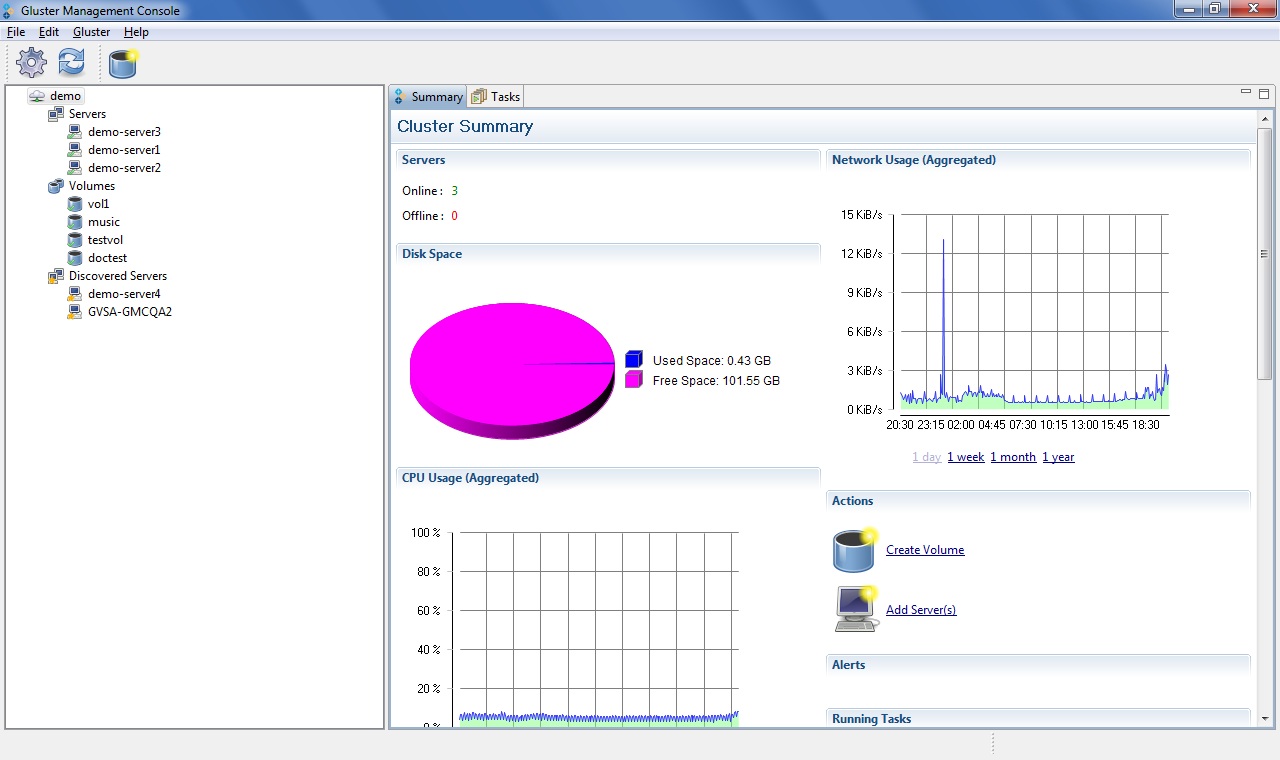 Gluster Management Console
File Edit Gluster Help
demo
Servers
demo-server3
demo-server1
demo-server2
Volumes
vol1
music
testvol
doctest
Discovered Servers
demo-server4
GVSA-GMCQA2
Summary Tasks
Cluster Summary
Servers
Online : 3
Offline : 0
Disk Space
Used Space: 0.43 GB
Free Space: 101.55 GB
CPU Usage (Aggregated)
100 %
80 %
60 %
40 %
20 %
0 %
Network Usage (Aggregated)
15 KiB/s
12 KiB/s
9 KiB/s
6 KiB/s
3 KiB/s
0 KiB/s
20:30 23:15 02:00 04:45 07:30 10:15 13:00 15:45 18:30
1 day 1 week 1 month 1 year
Actions
Create Volume
Add Server(s)
Alerts
Running Tasks